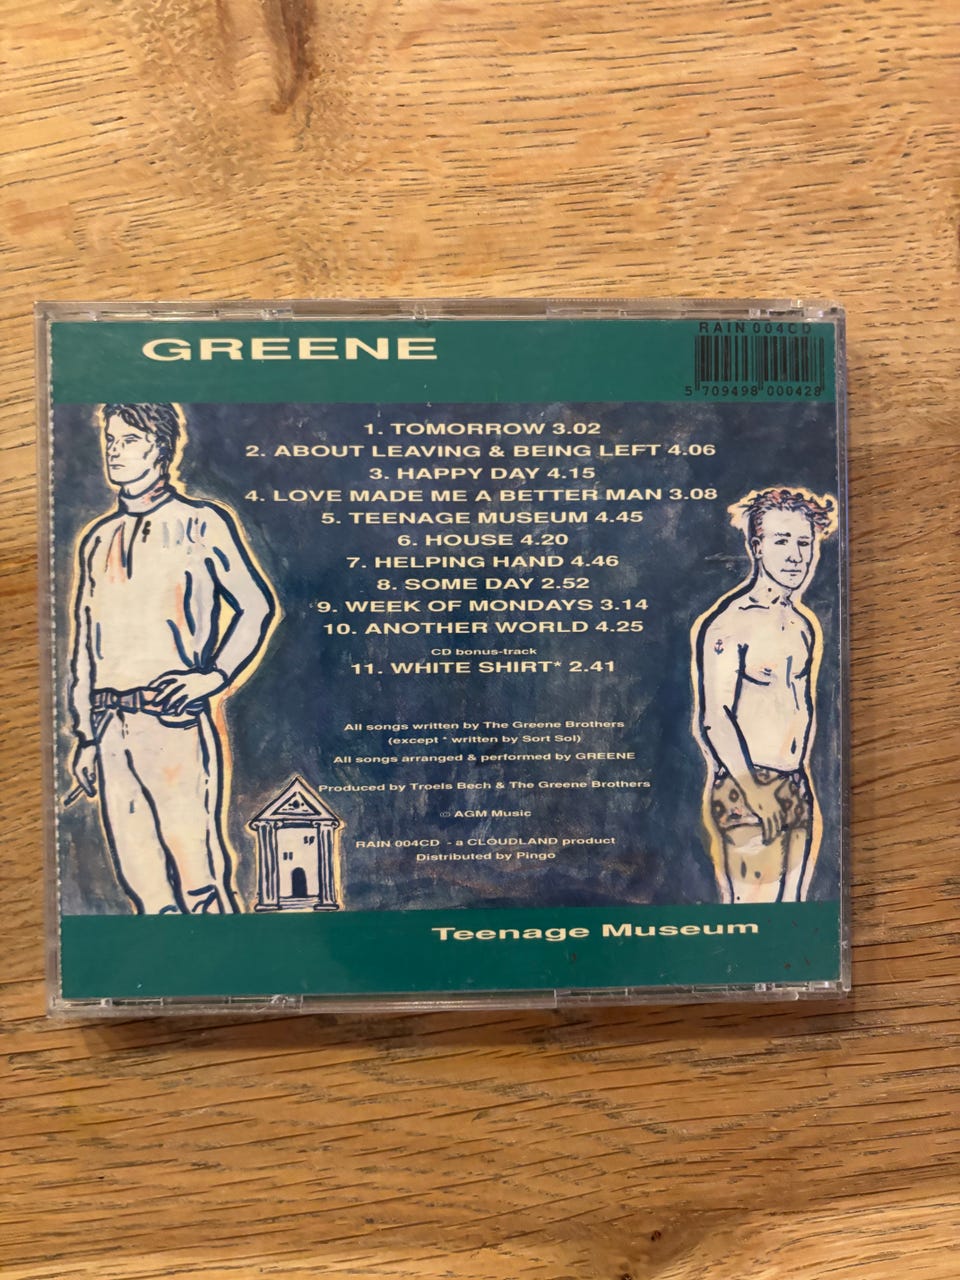 GREENE
RAIN 004CD
5 709498 000428
1. TOMORROW 3.02
2. ABOUT LEAVING & BEING LEFT 4.06
3. HAPPY DAY 4.15
4. LOVE MADE ME A BETTER MAN 3.08
5. TEENAGE MUSEUM 4.45
6. HOUSE 4.20
7. HELPING HAND 4.46
8. SOME DAY 2.52
9. WEEK OF MONDAYS 3.14
10. ANOTHER WORLD 4.25
CD bonus-track
11. WHITE SHIRT* 2.41
All songs written by The Greene Brothers
(except * written by Sort Sol)
All songs arranged & performed by GREENE
Produced by Troels Bech & The Greene Brothers
© AGM Music
RAIN 004CD - a CLOUDLAND product
Distributed by Pingo
Teenage Museum